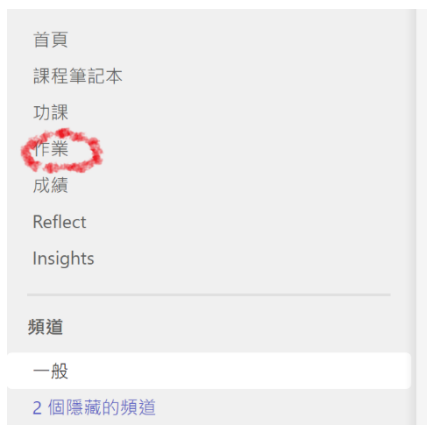 首頁
課程筆記本
功課
作業
成績
Reflect
Insights
頻道
一般
2 個隱藏的頻道